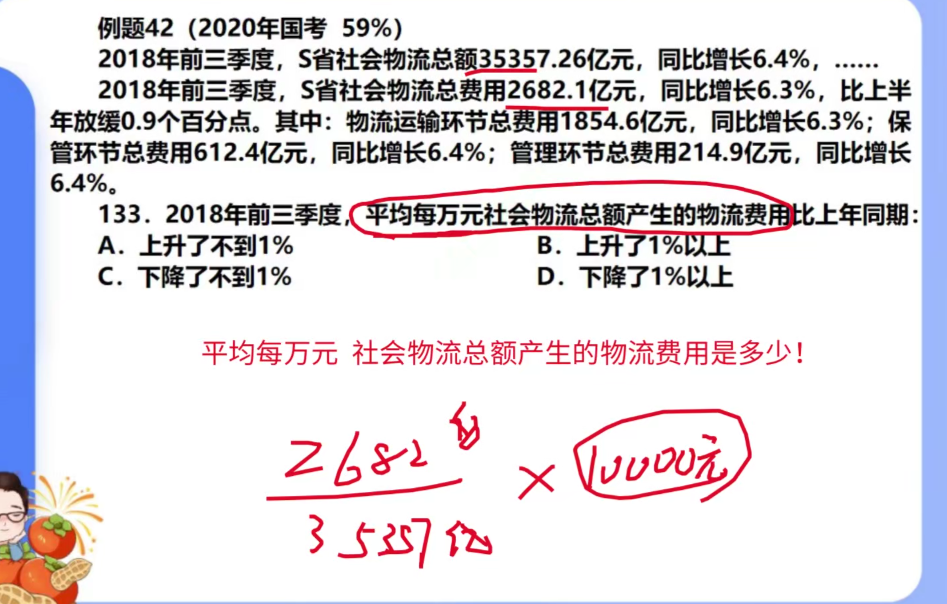 例题42（2020年国考 59%）
2018年前三季度，S省社会物流总额35357.26亿元，同比增长6.4%，……
2018年前三季度，S省社会物流总费用2682.1亿元，同比增长6.3%，比上半
年放缓0.9个百分点。其中：物流运输环节总费用1854.6亿元，同比增长6.3%；保
管环节总费用612.4亿元，同比增长6.4%；管理环节总费用214.9亿元，同比增长
6.4%。
133．2018年前三季度，平均每万元社会物流总额产生的物流费用比上年同期：
A．上升了不到1% B．上升了1%以上
C．下降了不到1% D．下降了1%以上
平均每万元 社会物流总额产生的物流费用是多少！
2682亿
× 10000元
35357亿